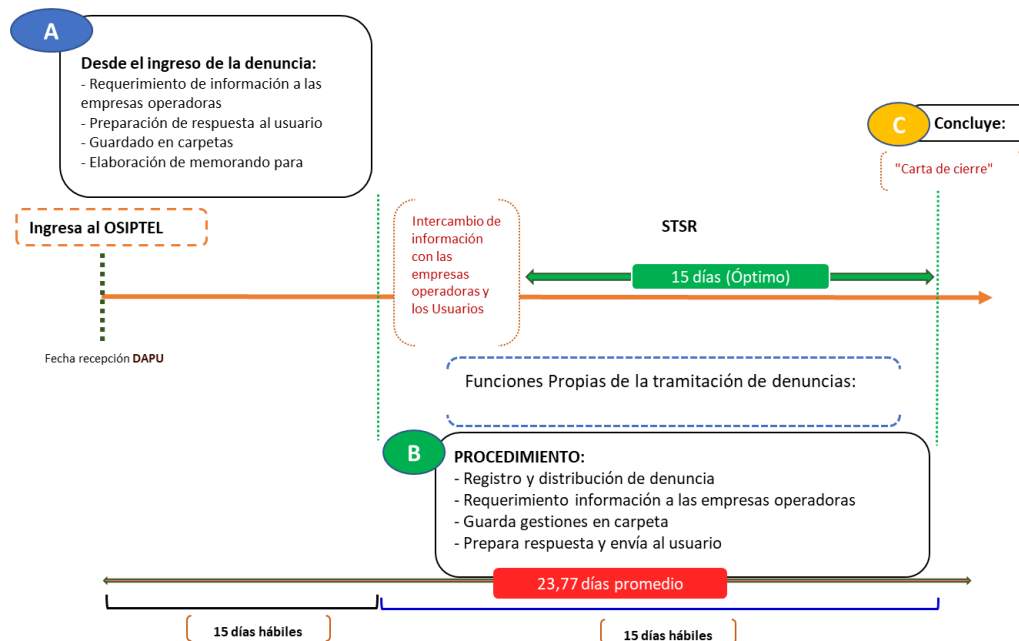 A
Desde el ingreso de la denuncia:
- Requerimiento de información a las
empresas operadoras
- Preparación de respuesta al usuario
- Guardado en carpetas
- Elaboración de memorando para
C
Concluye:
"Carta de cierre"
Ingresa al OSIPTEL
Intercambio de
información
con las
empresas
operadoras y
los Usuarios
STSR
15 días (Óptimo)
Fecha recepción DAPU
Funciones Propias de la tramitación de denuncias:
B
PROCEDIMIENTO:
- Registro y distribución de denuncia
- Requerimiento información a las empresas operadoras
- Guarda gestiones en carpeta
- Prepara respuesta y envía al usuario
23,77 días promedio
15 días hábiles
15 días hábiles